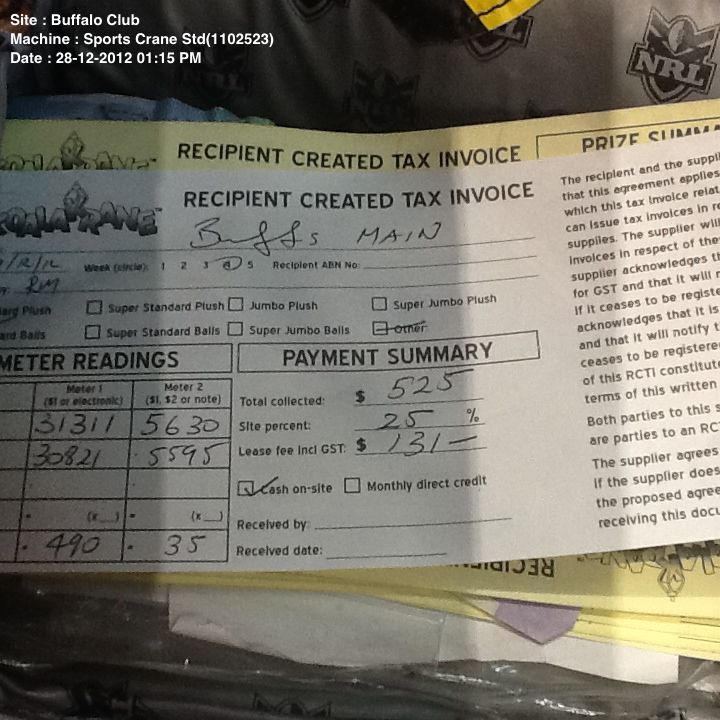 Site : Buffalo Club
Machine : Sports Crane Std(1102523)
Date : 28-12-2012 01:15 PM
NRL
RECIPIENT CREATED TAX INVOICE
PRIZE SUMMA
RECIPIENT CREATED TAX INVOICE
Buffs MAIN
Week (circle): 1 2 3 4 5 Recipient ABN No:
RM
Plush Super Standard Plush Jumbo Plush Super Jumbo Plush
ard Balls Super Standard Balls Super Jumbo Balls other
METER READINGS
Meter 1 Meter 2
($1 or electronic) ($1, $2 or note)
31311 5630
30821 5595
- (x__) - (x__)
490 35
PAYMENT SUMMARY
Total collected: $ 525
Site percent: 25 %
Lease fee incl GST: $ 131 -
Cash on-site Monthly direct credit
Received by:
Received date:
The recipient and the suppli
that this agreement applies
which this tax invoice relat
can issue tax invoices in re
supplies. The supplier will
invoices in respect of the
supplier acknowledges th
for GST and that it will n
if it ceases to be registe
acknowledges that it is
and that it will notify t
ceases to be registere
of this RCTI constitute
terms of this written
Both parties to this s
are parties to an RCT
The supplier agrees
if the supplier does
the proposed agree
receiving this docu
RECIPIE